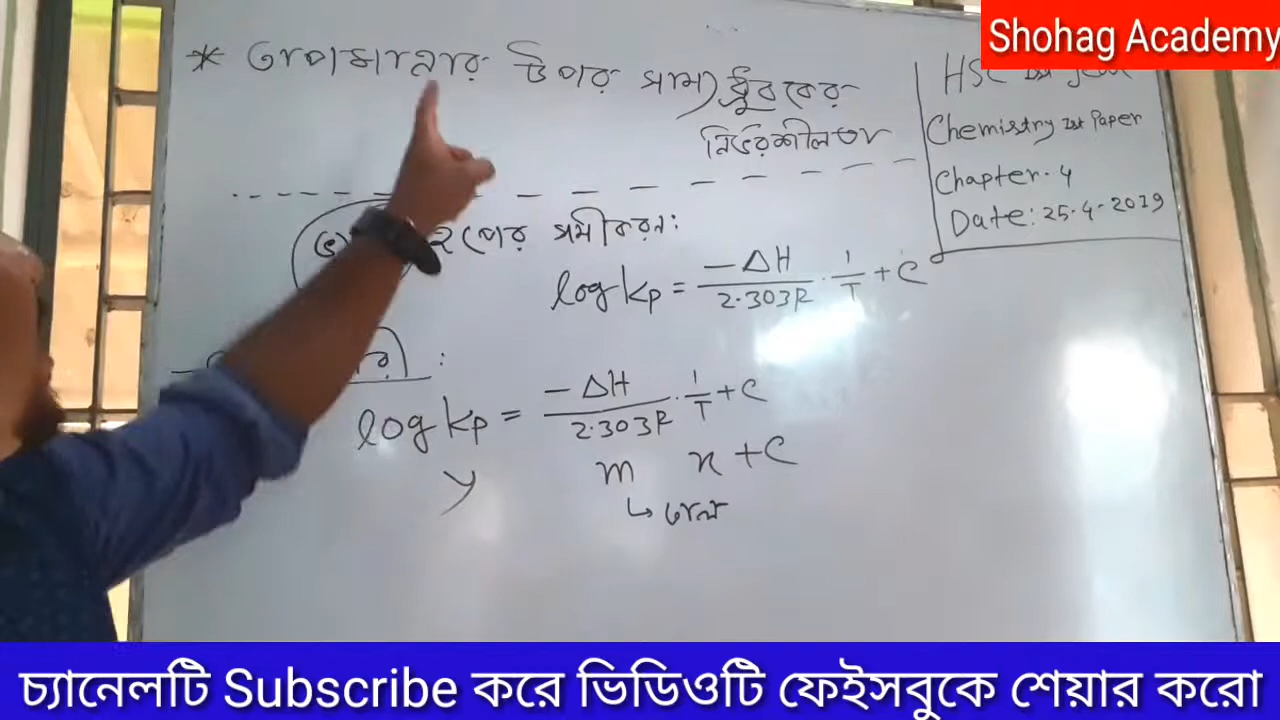 Shohag Academy
* তাপমাত্রার উপর সাম্যধ্রুবকের
নির্ভরশীলতা
HSC 1st Year
Chemistry 1st Paper
Chapter. 4
Date: 25.4.2019
সমীকরণ:
log Kp = -ΔH / 2.303R . 1/T + C
log Kp = -ΔH / 2.303R . 1/T + C
y m x + C
↳ ঢাল
চ্যানেলটি Subscribe করে ভিডিওটি ফেইসবুকে শেয়ার করো